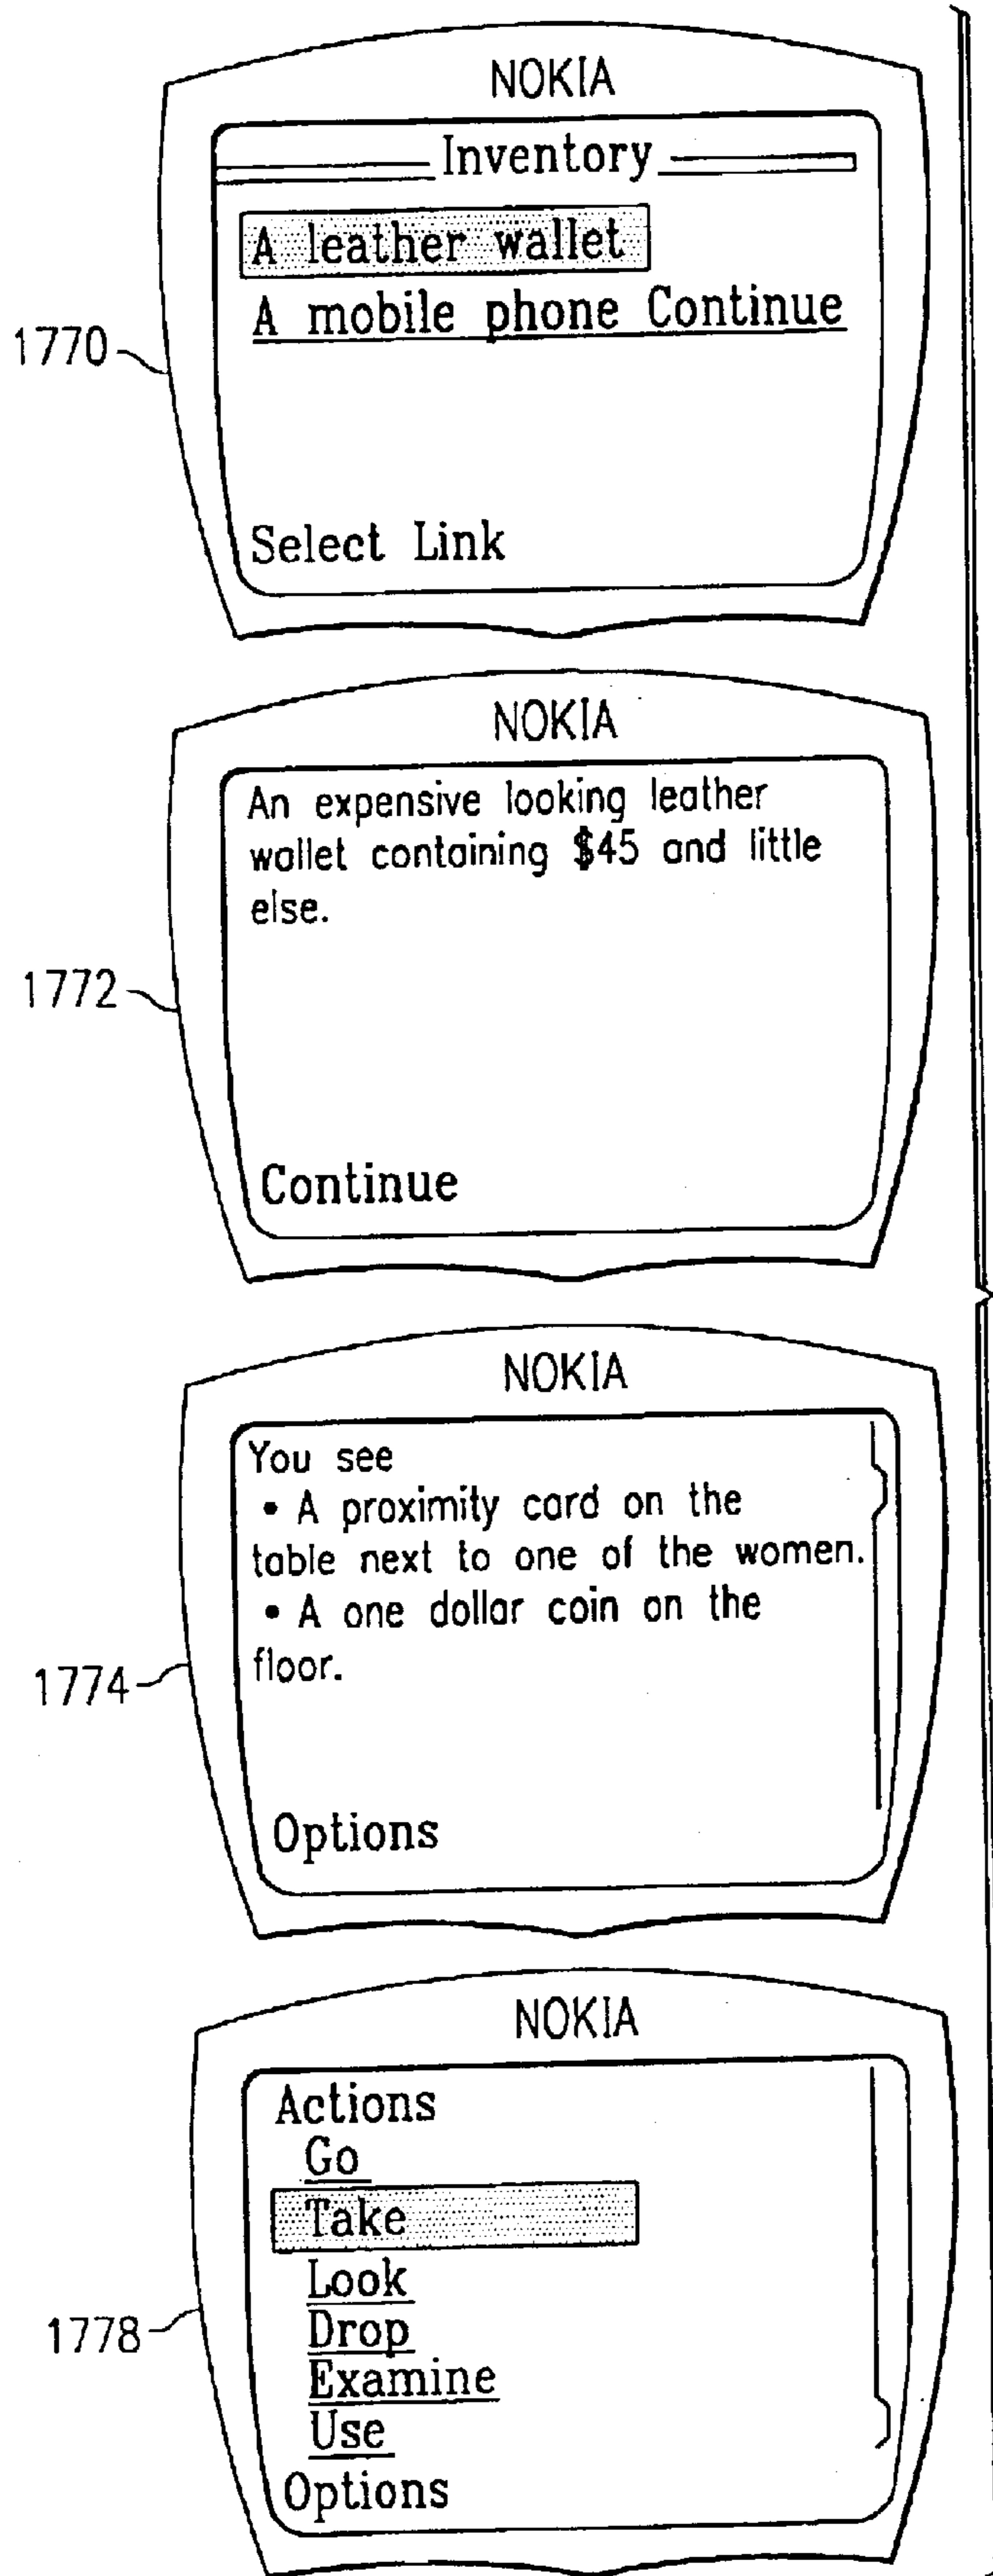 NOKIA
Inventory
A leather wallet
A mobile phone Continue
1770
Select Link
NOKIA
An expensive looking leather
wallet containing $45 and little
else.
1772
Continue
NOKIA
You see
• A proximity card on the
table next to one of the women.
• A one dollar coin on the
floor.
1774
Options
NOKIA
Actions
Go
Take
Look
Drop
1778
Examine
Use
Options